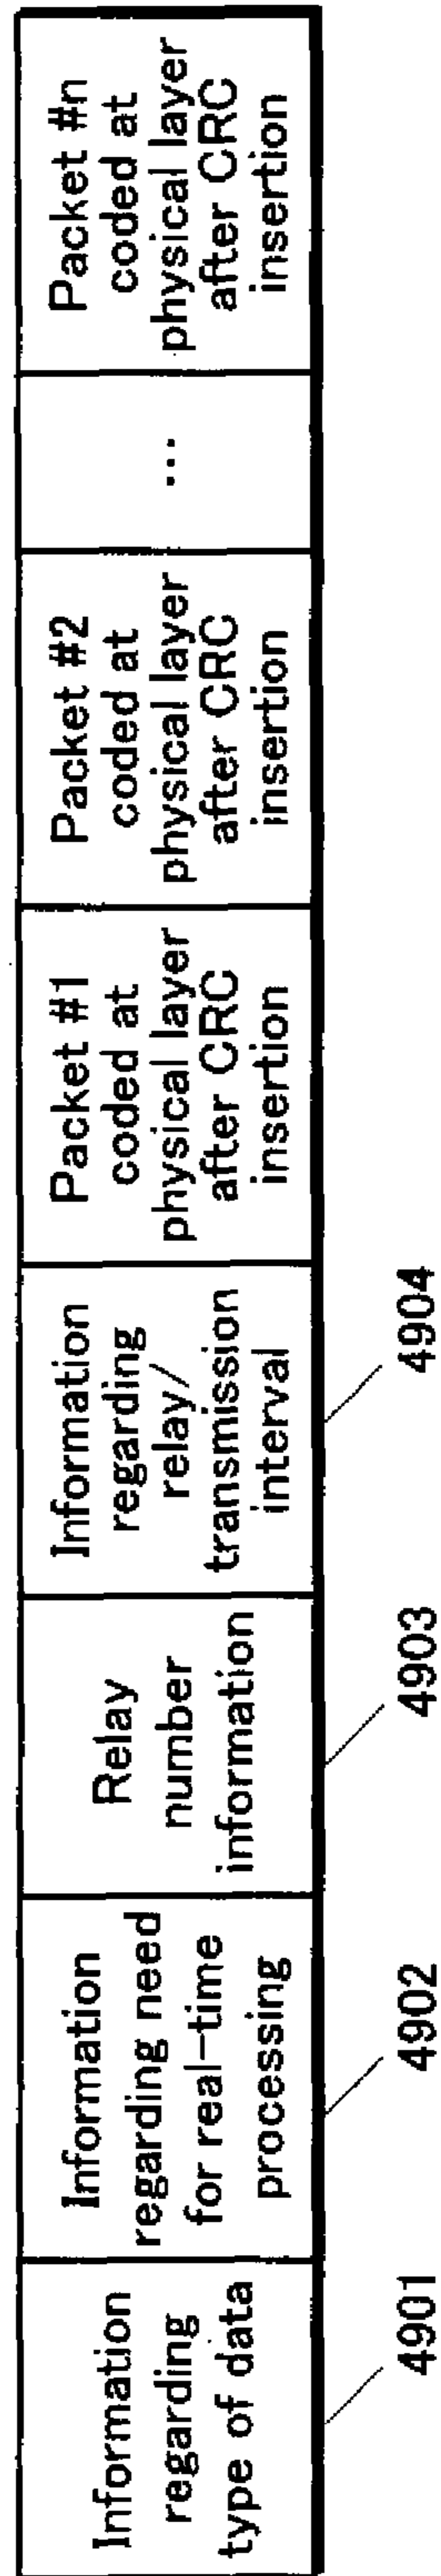 Information
regarding
type of data
Information
regarding need
for real-time
processing
Relay
number
information
Information
regarding
relay/
transmission
interval
Packet #1
coded at
physical layer
after CRC
insertion
Packet #2
coded at
physical layer
after CRC
insertion
...
Packet #n
coded at
physical layer
after CRC
insertion
4901
4902
4903
4904